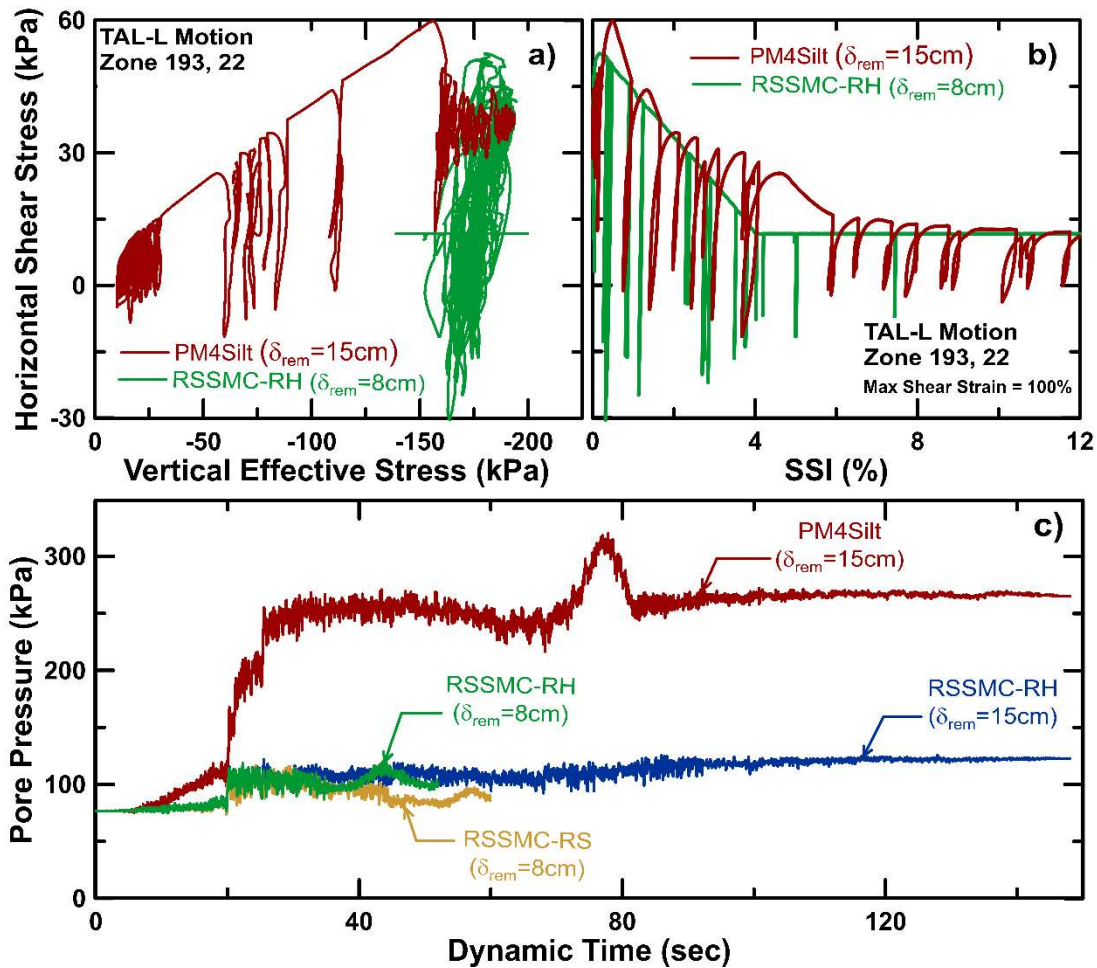 TAL-L Motion
Zone 193, 22
a)
PM4Silt (δrem=15cm)
RSSMC-RH (δrem=8cm)
Horizontal Shear Stress (kPa)
60
30
0
-30
0
-50
-100
-150
-200
Vertical Effective Stress (kPa)
b)
PM4Silt (δrem=15cm)
RSSMC-RH (δrem=8cm)
TAL-L Motion
Zone 193, 22
Max Shear Strain = 100%
0
4
8
12
SSI (%)
c)
PM4Silt
(δrem=15cm)
RSSMC-RH
(δrem=8cm)
RSSMC-RH
(δrem=15cm)
RSSMC-RS
(δrem=8cm)
Pore Pressure (kPa)
300
200
100
0
0
40
80
120
Dynamic Time (sec)